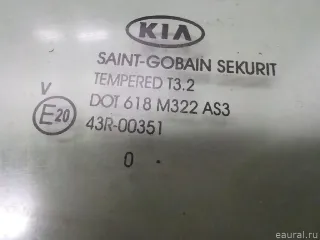 KIA
SAINT-GOBAIN SEKURIT
TEMPERED T3.2
DOT 618 M322 AS3
V
E20
43R-00351
0
eaural.ru